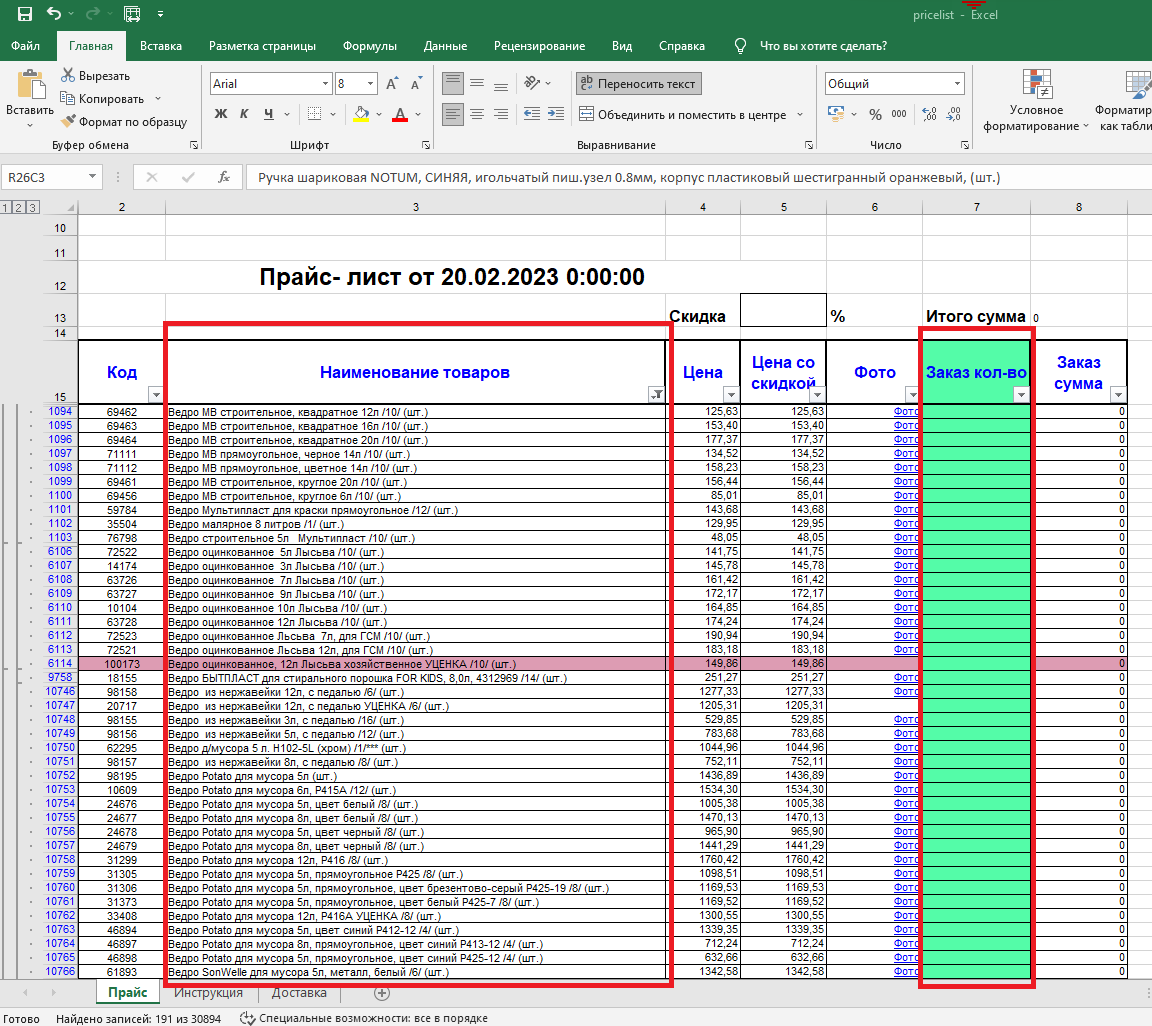 pricelist - Excel
Файл Главная Вставка Разметка страницы Формулы Данные Рецензирование Вид Справка Что вы хотите сделать?
Вставить Вырезать Arial 8 Переносить текст Общий
Копировать Ж К Ч Объединить и поместить в центре % 000 Условное форматирование Форматир как табли
Формат по образцу
Буфер обмена Шрифт Выравнивание Число
R26C3 fx Ручка шариковая NOTUM, СИНЯЯ, игольчатый пиш.узел 0.8мм, корпус пластиковый шестигранный оранжевый, (шт.)
1 2 3 2 3 4 5 6 7 8
10
11
12 Прайс- лист от 20.02.2023 0:00:00
13 Скидка % Итого сумма 0
14
15 Код Наименование товаров Цена Цена со скидкой Фото Заказ кол-во Заказ сумма
1094 69462 Ведро МВ строительное, квадратное 12л /10/ (шт.) 125,63 125,63 Фото 0
1095 69463 Ведро МВ строительное, квадратное 16л /10/ (шт.) 153,40 153,40 Фото 0
1096 69464 Ведро МВ строительное, квадратное 20л /10/ (шт.) 177,37 177,37 Фото 0
1097 71111 Ведро МВ прямоугольное, черное 14л /10/ (шт.) 134,52 134,52 Фото 0
1098 71112 Ведро МВ прямоугольное, цветное 14л /10/ (шт.) 158,23 158,23 Фото 0
1099 69461 Ведро МВ строительное, круглое 20л /10/ (шт.) 156,44 156,44 Фото 0
1100 69456 Ведро МВ строительное, круглое 6л /10/ (шт.) 85,01 85,01 Фото 0
1101 59784 Ведро Мультипласт для краски прямоугольное /12/ (шт.) 143,68 143,68 Фото 0
1102 35504 Ведро малярное 8 литров /1/ (шт.) 129,95 129,95 Фото 0
1103 76798 Ведро строительное 5л Мультипласт /10/ (шт.) 48,05 48,05 Фото 0
6106 72522 Ведро оцинкованное 5л Лысьва /10/ (шт.) 141,75 141,75 Фото 0
6107 14174 Ведро оцинкованное 3л Лысьва /10/ (шт.) 145,78 145,78 Фото 0
6108 63726 Ведро оцинкованное 7л Лысьва /10/ (шт.) 161,42 161,42 Фото 0
6109 63727 Ведро оцинкованное 9л Лысьва /10/ (шт.) 172,17 172,17 Фото 0
6110 10104 Ведро оцинкованное 10л Лысьва /10/ (шт.) 164,85 164,85 Фото 0
6111 63728 Ведро оцинкованное 12л Лысьва /10/ (шт.) 174,24 174,24 Фото 0
6112 72523 Ведро оцинкованное Льсьва 7л, для ГСМ /10/ (шт.) 190,94 190,94 Фото 0
6113 72521 Ведро оцинкованное Льсьва 12л, для ГСМ /10/ (шт.) 183,18 183,18 Фото 0
6114 100173 Ведро оцинкованное, 12л Лысьва хозяйственное УЦЕНКА /10/ (шт.) 149,86 149,86 0
9758 18155 Ведро БЫТПЛАСТ для стирального порошка FOR KIDS, 8,0л, 4312969 /14/ (шт.) 251,27 251,27 Фото 0
10746 98158 Ведро из нержавейки 12л, с педалью /6/ (шт.) 1277,33 1277,33 Фото 0
10747 20717 Ведро из нержавейки 12л, с педалью УЦЕНКА /6/ (шт.) 1205,31 1205,31 0
10748 98155 Ведро из нержавейки 3л, с педалью /16/ (шт.) 529,85 529,85 Фото 0
10749 98156 Ведро из нержавейки 5л, с педалью /12/ (шт.) 783,68 783,68 Фото 0
10750 62295 Ведро д/мусора 5 л. H102-5L (хром) /1/*** (шт.) 1044,96 1044,96 Фото 0
10751 98157 Ведро из нержавейки 8л, с педалью /8/ (шт.) 752,11 752,11 Фото 0
10752 98195 Ведро Potato для мусора 5л (шт.) 1436,89 1436,89 Фото 0
10753 10609 Ведро Potato для мусора 6л, P415A /12/ (шт.) 1534,30 1534,30 Фото 0
10754 24676 Ведро Potato для мусора 5л, цвет белый /8/ (шт.) 1005,38 1005,38 Фото 0
10755 24677 Ведро Potato для мусора 8л, цвет белый /8/ (шт.) 1470,13 1470,13 Фото 0
10756 24678 Ведро Potato для мусора 5л, цвет черный /8/ (шт.) 965,90 965,90 Фото 0
10757 24679 Ведро Potato для мусора 8л, цвет черный /8/ (шт.) 1441,29 1441,29 Фото 0
10758 31299 Ведро Potato для мусора 12л, P416 /8/ (шт.) 1760,42 1760,42 Фото 0
10759 31305 Ведро Potato для мусора 5л, прямоугольное P425 /8/ (шт.) 1098,51 1098,51 Фото 0
10760 31306 Ведро Potato для мусора 5л, прямоугольное, цвет брезентово-серый P425-19 /8/ (шт.) 1169,53 1169,53 Фото 0
10761 31373 Ведро Potato для мусора 5л, прямоугольное, цвет белый P425-7 /8/ (шт.) 1169,52 1169,52 Фото 0
10762 33408 Ведро Potato для мусора 12л, P416A УЦЕНКА /8/ (шт.) 1300,55 1300,55 Фото 0
10763 46894 Ведро Potato для мусора 5л, цвет синий P412-12 /4/ (шт.) 1339,35 1339,35 Фото 0
10764 46897 Ведро Potato для мусора 8л, прямоугольное, цвет синий P413-12 /4/ (шт.) 712,24 712,24 Фото 0
10765 46898 Ведро Potato для мусора 5л, прямоугольное, цвет синий P425-12 /4/ (шт.) 632,66 632,66 Фото 0
10766 61893 Ведро SonWelle для мусора 5л, металл, белый /6/ (шт.) 1342,58 1342,58 Фото 0
Прайс Инструкция Доставка
Готово Найдено записей: 191 из 30894 Специальные возможности: все в порядке